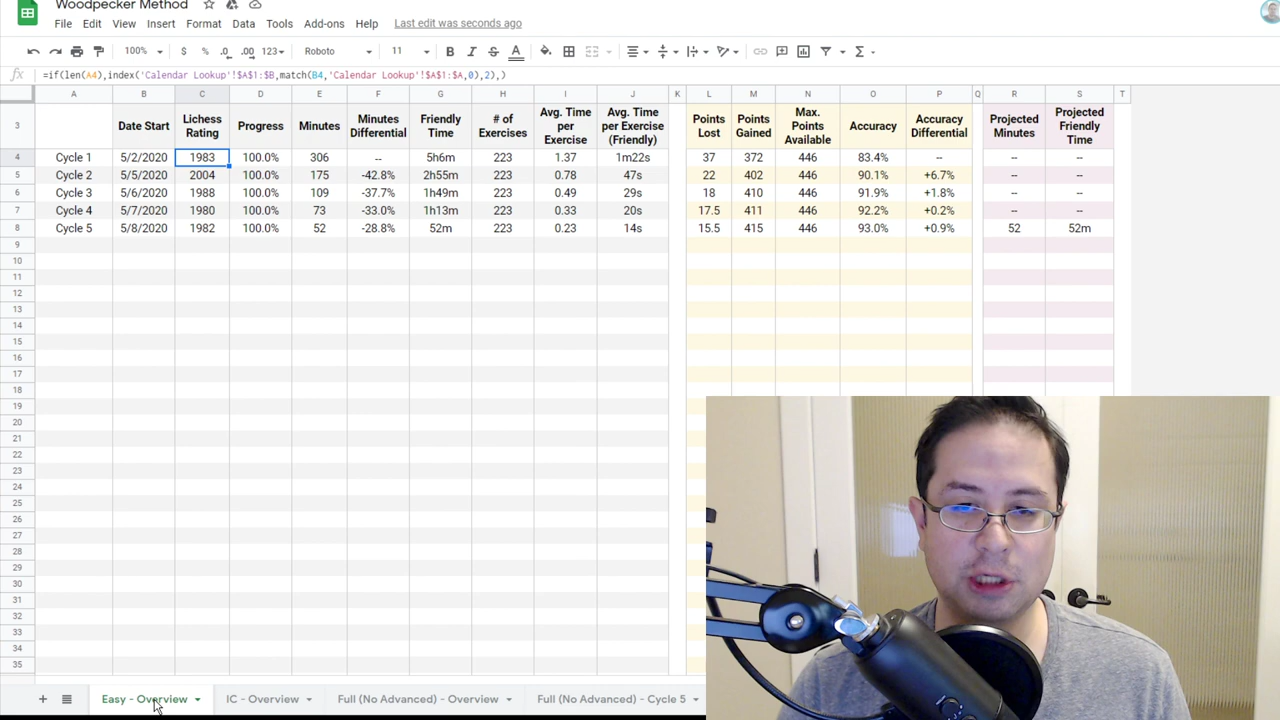 Woodpecker Method
File Edit View Insert Format Data Tools Add-ons Help Last edit was seconds ago
100% $ % .0 .00 123 Roboto 11 B I S A
fx =if(len(A4),index('Calendar Lookup'!$A$1:$B,match(B4,'Calendar Lookup'!$A$1:$A,0),2),)
A B C D E F G H I J K L M N O P Q R S T
3 Date Start Lichess Rating Progress Minutes Minutes Differential Friendly Time # of Exercises Avg. Time per Exercise Avg. Time per Exercise (Friendly) Points Lost Points Gained Max. Points Available Accuracy Accuracy Differential Projected Minutes Projected Friendly Time
4 Cycle 1 5/2/2020 1983 100.0% 306 -- 5h6m 223 1.37 1m22s 37 372 446 83.4% -- -- --
5 Cycle 2 5/5/2020 2004 100.0% 175 -42.8% 2h55m 223 0.78 47s 22 402 446 90.1% +6.7% -- --
6 Cycle 3 5/6/2020 1988 100.0% 109 -37.7% 1h49m 223 0.49 29s 18 410 446 91.9% +1.8% -- --
7 Cycle 4 5/7/2020 1980 100.0% 73 -33.0% 1h13m 223 0.33 20s 17.5 411 446 92.2% +0.2% -- --
8 Cycle 5 5/8/2020 1982 100.0% 52 -28.8% 52m 223 0.23 14s 15.5 415 446 93.0% +0.9% 52 52m
9
10
11
12
13
14
15
16
17
18
19
20
21
22
23
24
25
26
27
28
29
30
31
32
33
34
35
Easy - Overview IC - Overview Full (No Advanced) - Overview Full (No Advanced) - Cycle 5